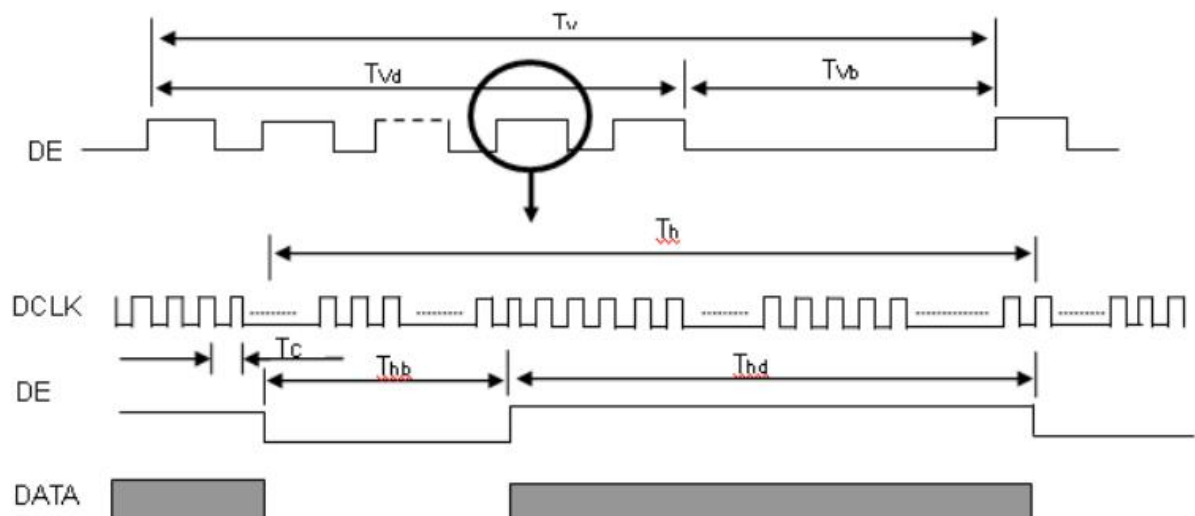 Tv
Tvd
Tvb
DE
Th
DCLK
Tc
Thb
Thd
DE
DATA